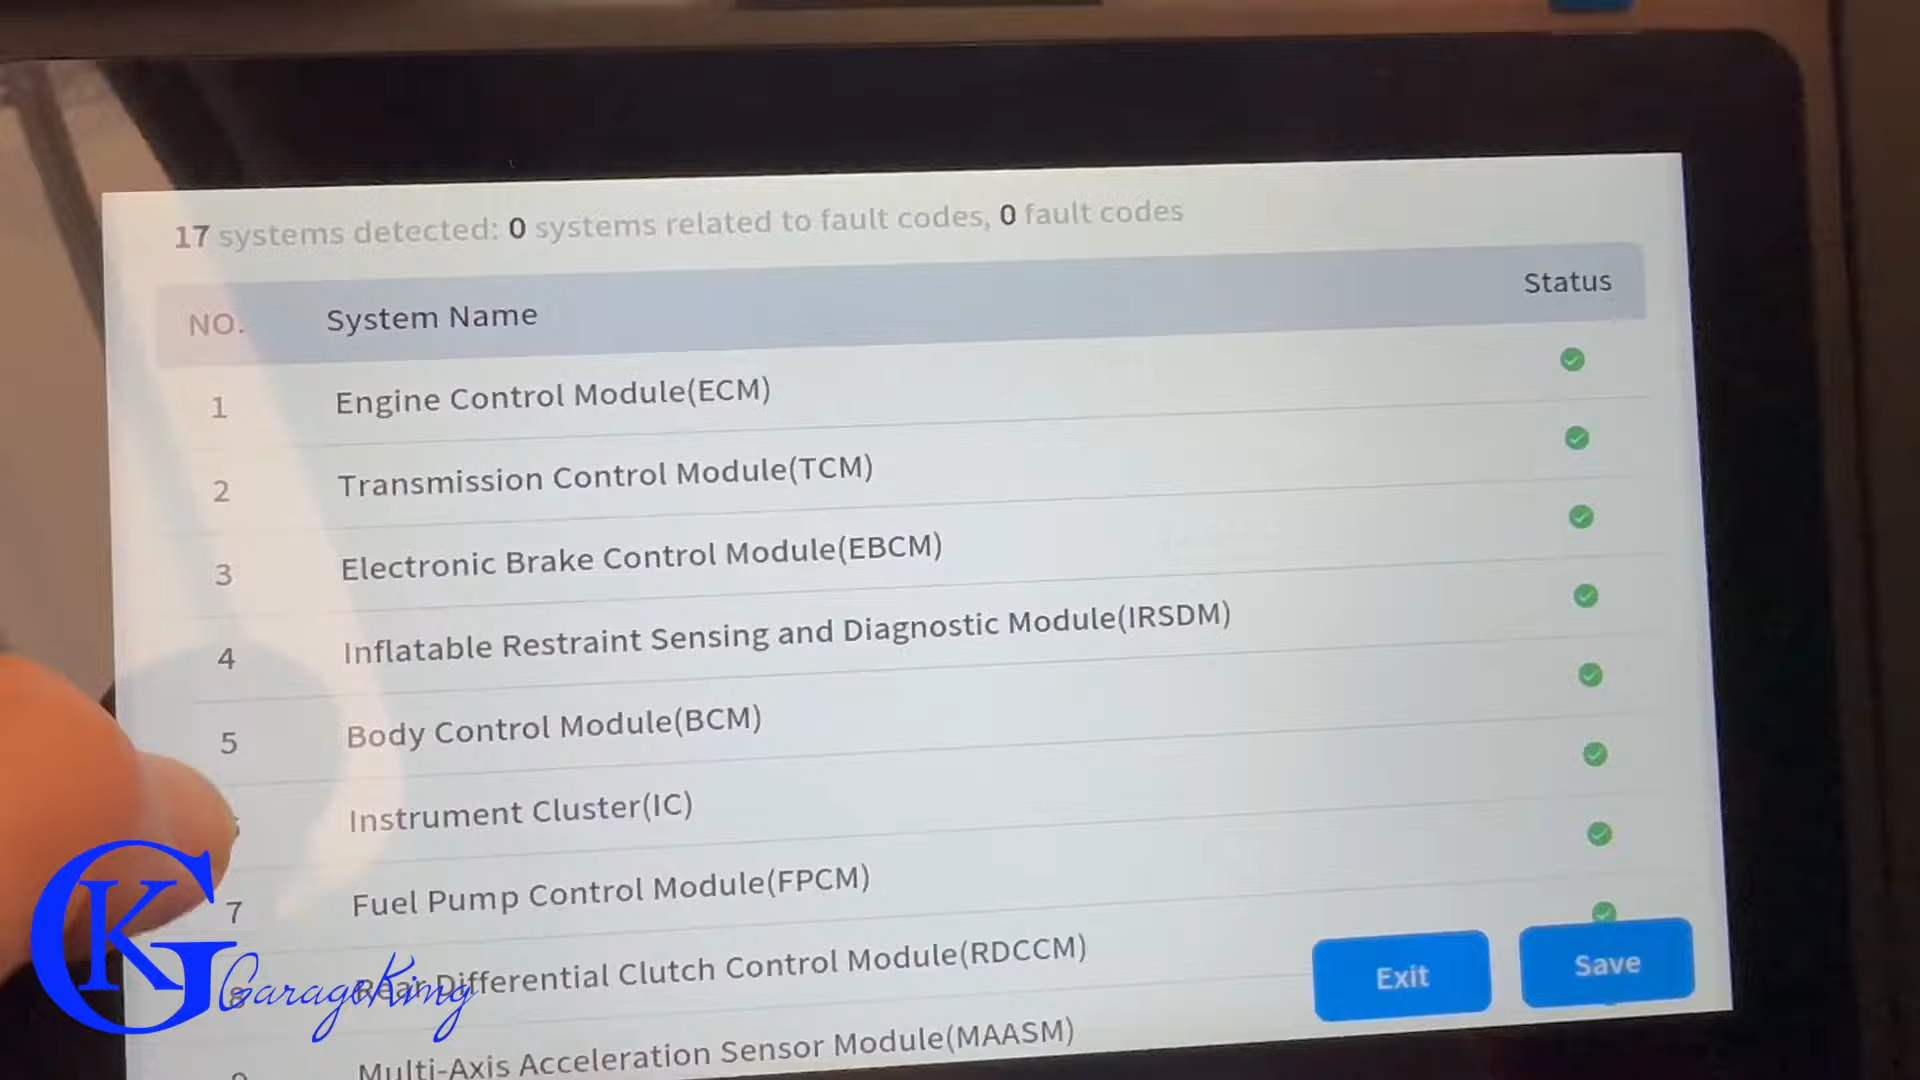 17 systems detected: 0 systems related to fault codes, 0 fault codes
NO. System Name Status
1 Engine Control Module(ECM)
2 Transmission Control Module(TCM)
3 Electronic Brake Control Module(EBCM)
4 Inflatable Restraint Sensing and Diagnostic Module(IRSDM)
5 Body Control Module(BCM)
Instrument Cluster(IC)
7 Fuel Pump Control Module(FPCM)
8 Rear Differential Clutch Control Module(RDCCM)
Multi-Axis Acceleration Sensor Module(MAASM)
Exit Save
GK GarageKing